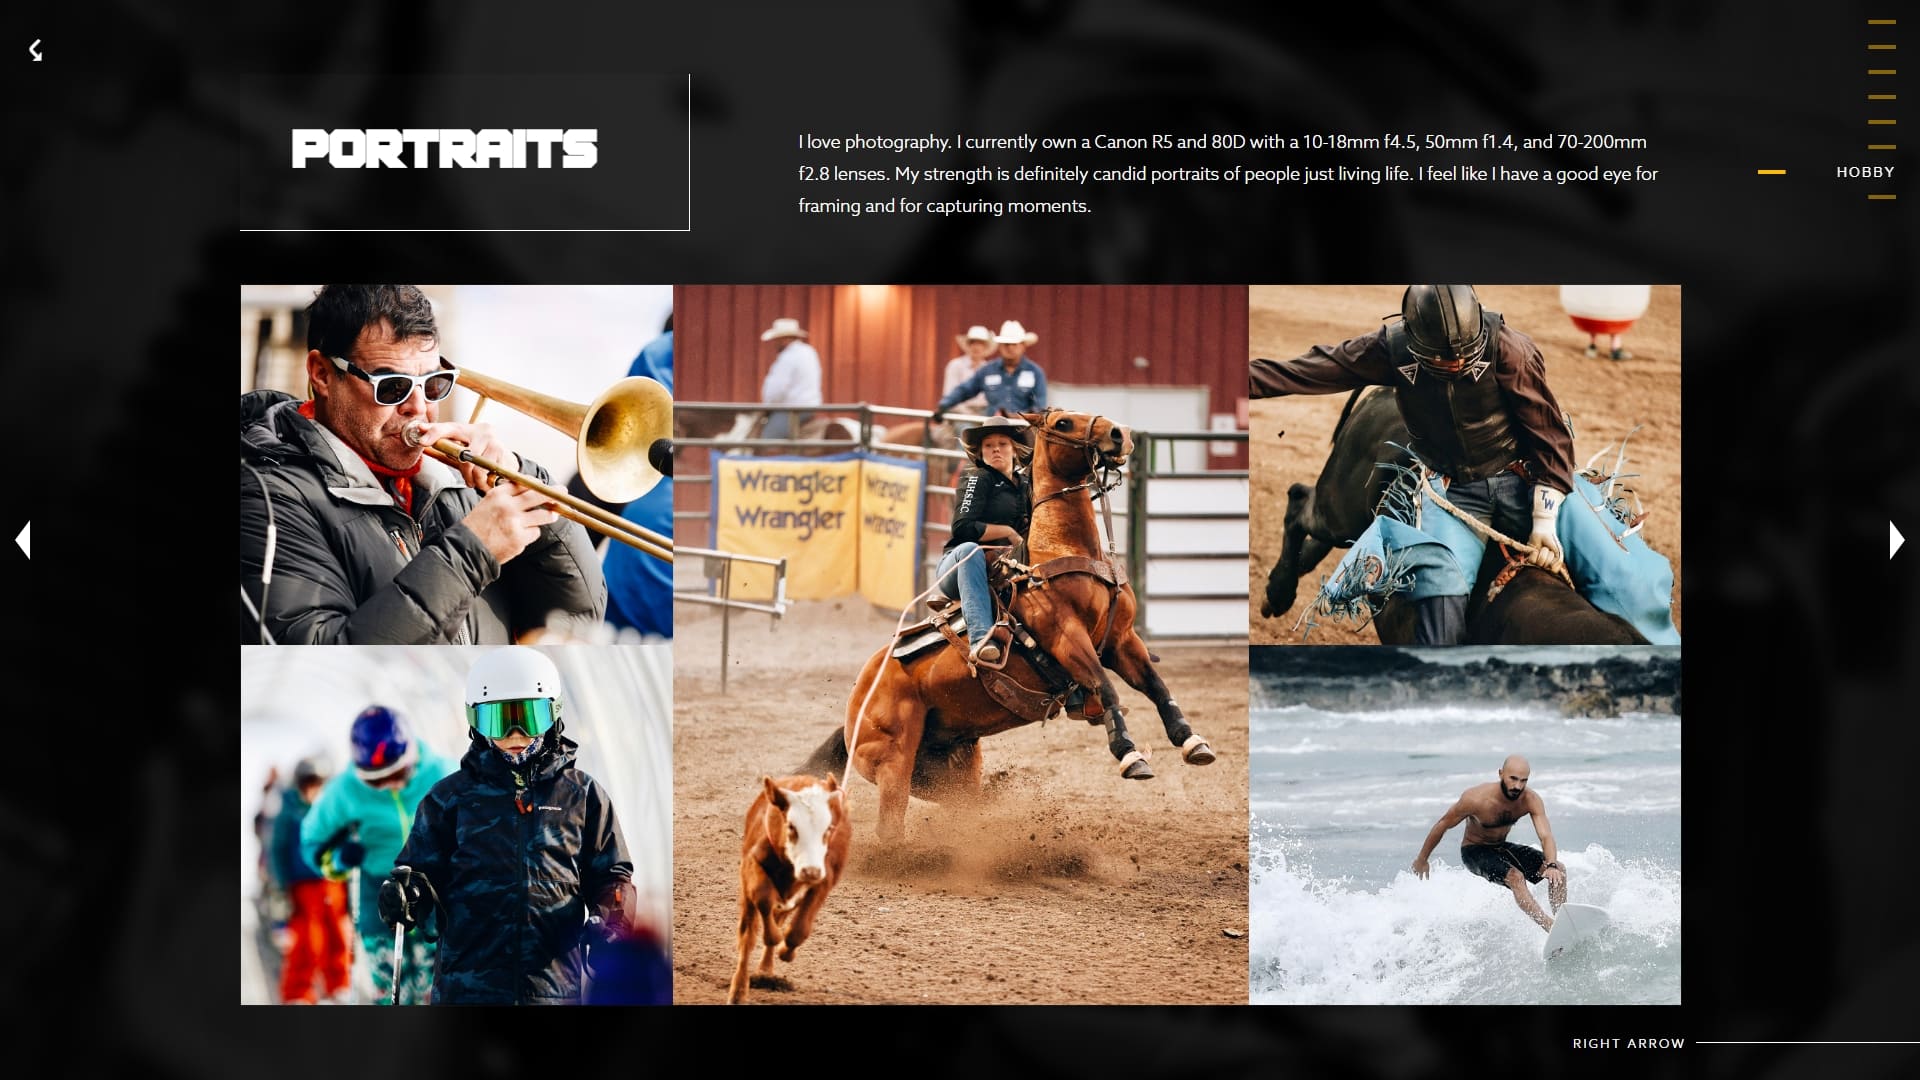 PORTRAITS
I love photography. I currently own a Canon R5 and 80D with a 10-18mm f4.5, 50mm f1.4, and 70-200mm
f2.8 lenses. My strength is definitely candid portraits of people just living life. I feel like I have a good eye for
framing and for capturing moments.
HOBBY
Wrangler Wrangler
Wrangler Wrangler
H.H.S.R.C
TW
patagonia
RIGHT ARROW